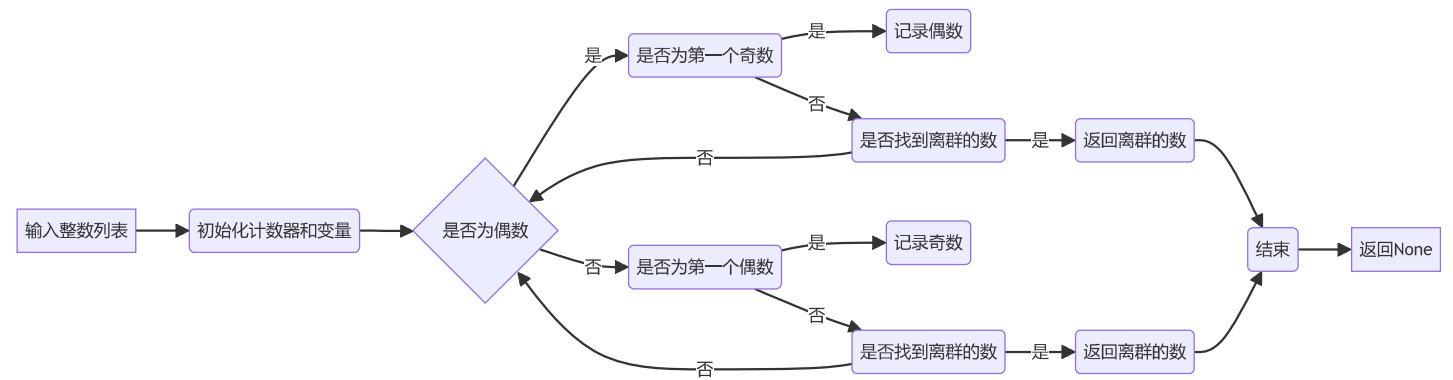 输入整数列表
初始化计数器和变量
是否为偶数
是
是否为第一个奇数
是
记录偶数
否
是否找到离群的数
是
返回离群的数
否
否
是否为第一个偶数
是
记录奇数
否
是否找到离群的数
是
返回离群的数
否
结束
返回None